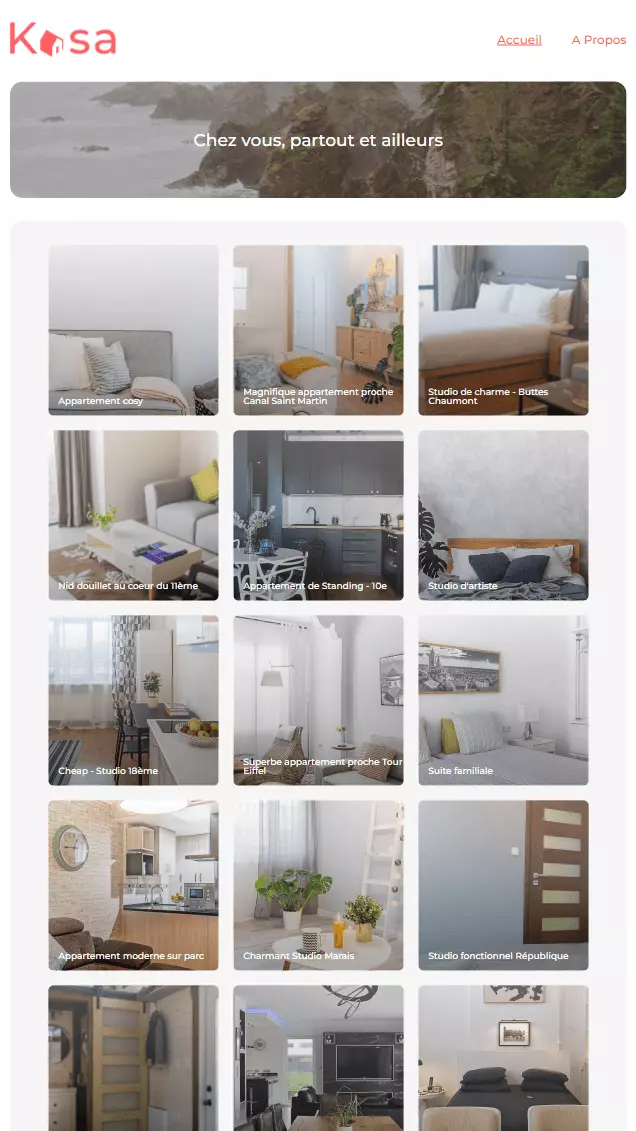 Kasa
Accueil
A Propos
Chez vous, partout et ailleurs
Appartement cosy
Magnifique appartement proche
Canal Saint Martin
Studio de charme - Buttes
Chaumont
Nid douillet au coeur du 11ème
Appartement de Standing - 10e
Studio d'artiste
Cheap - Studio 18ème
Superbe appartement proche Tour
Eiffel
Suite familiale
Appartement moderne sur parc
Charmant Studio Marais
Studio fonctionnel République